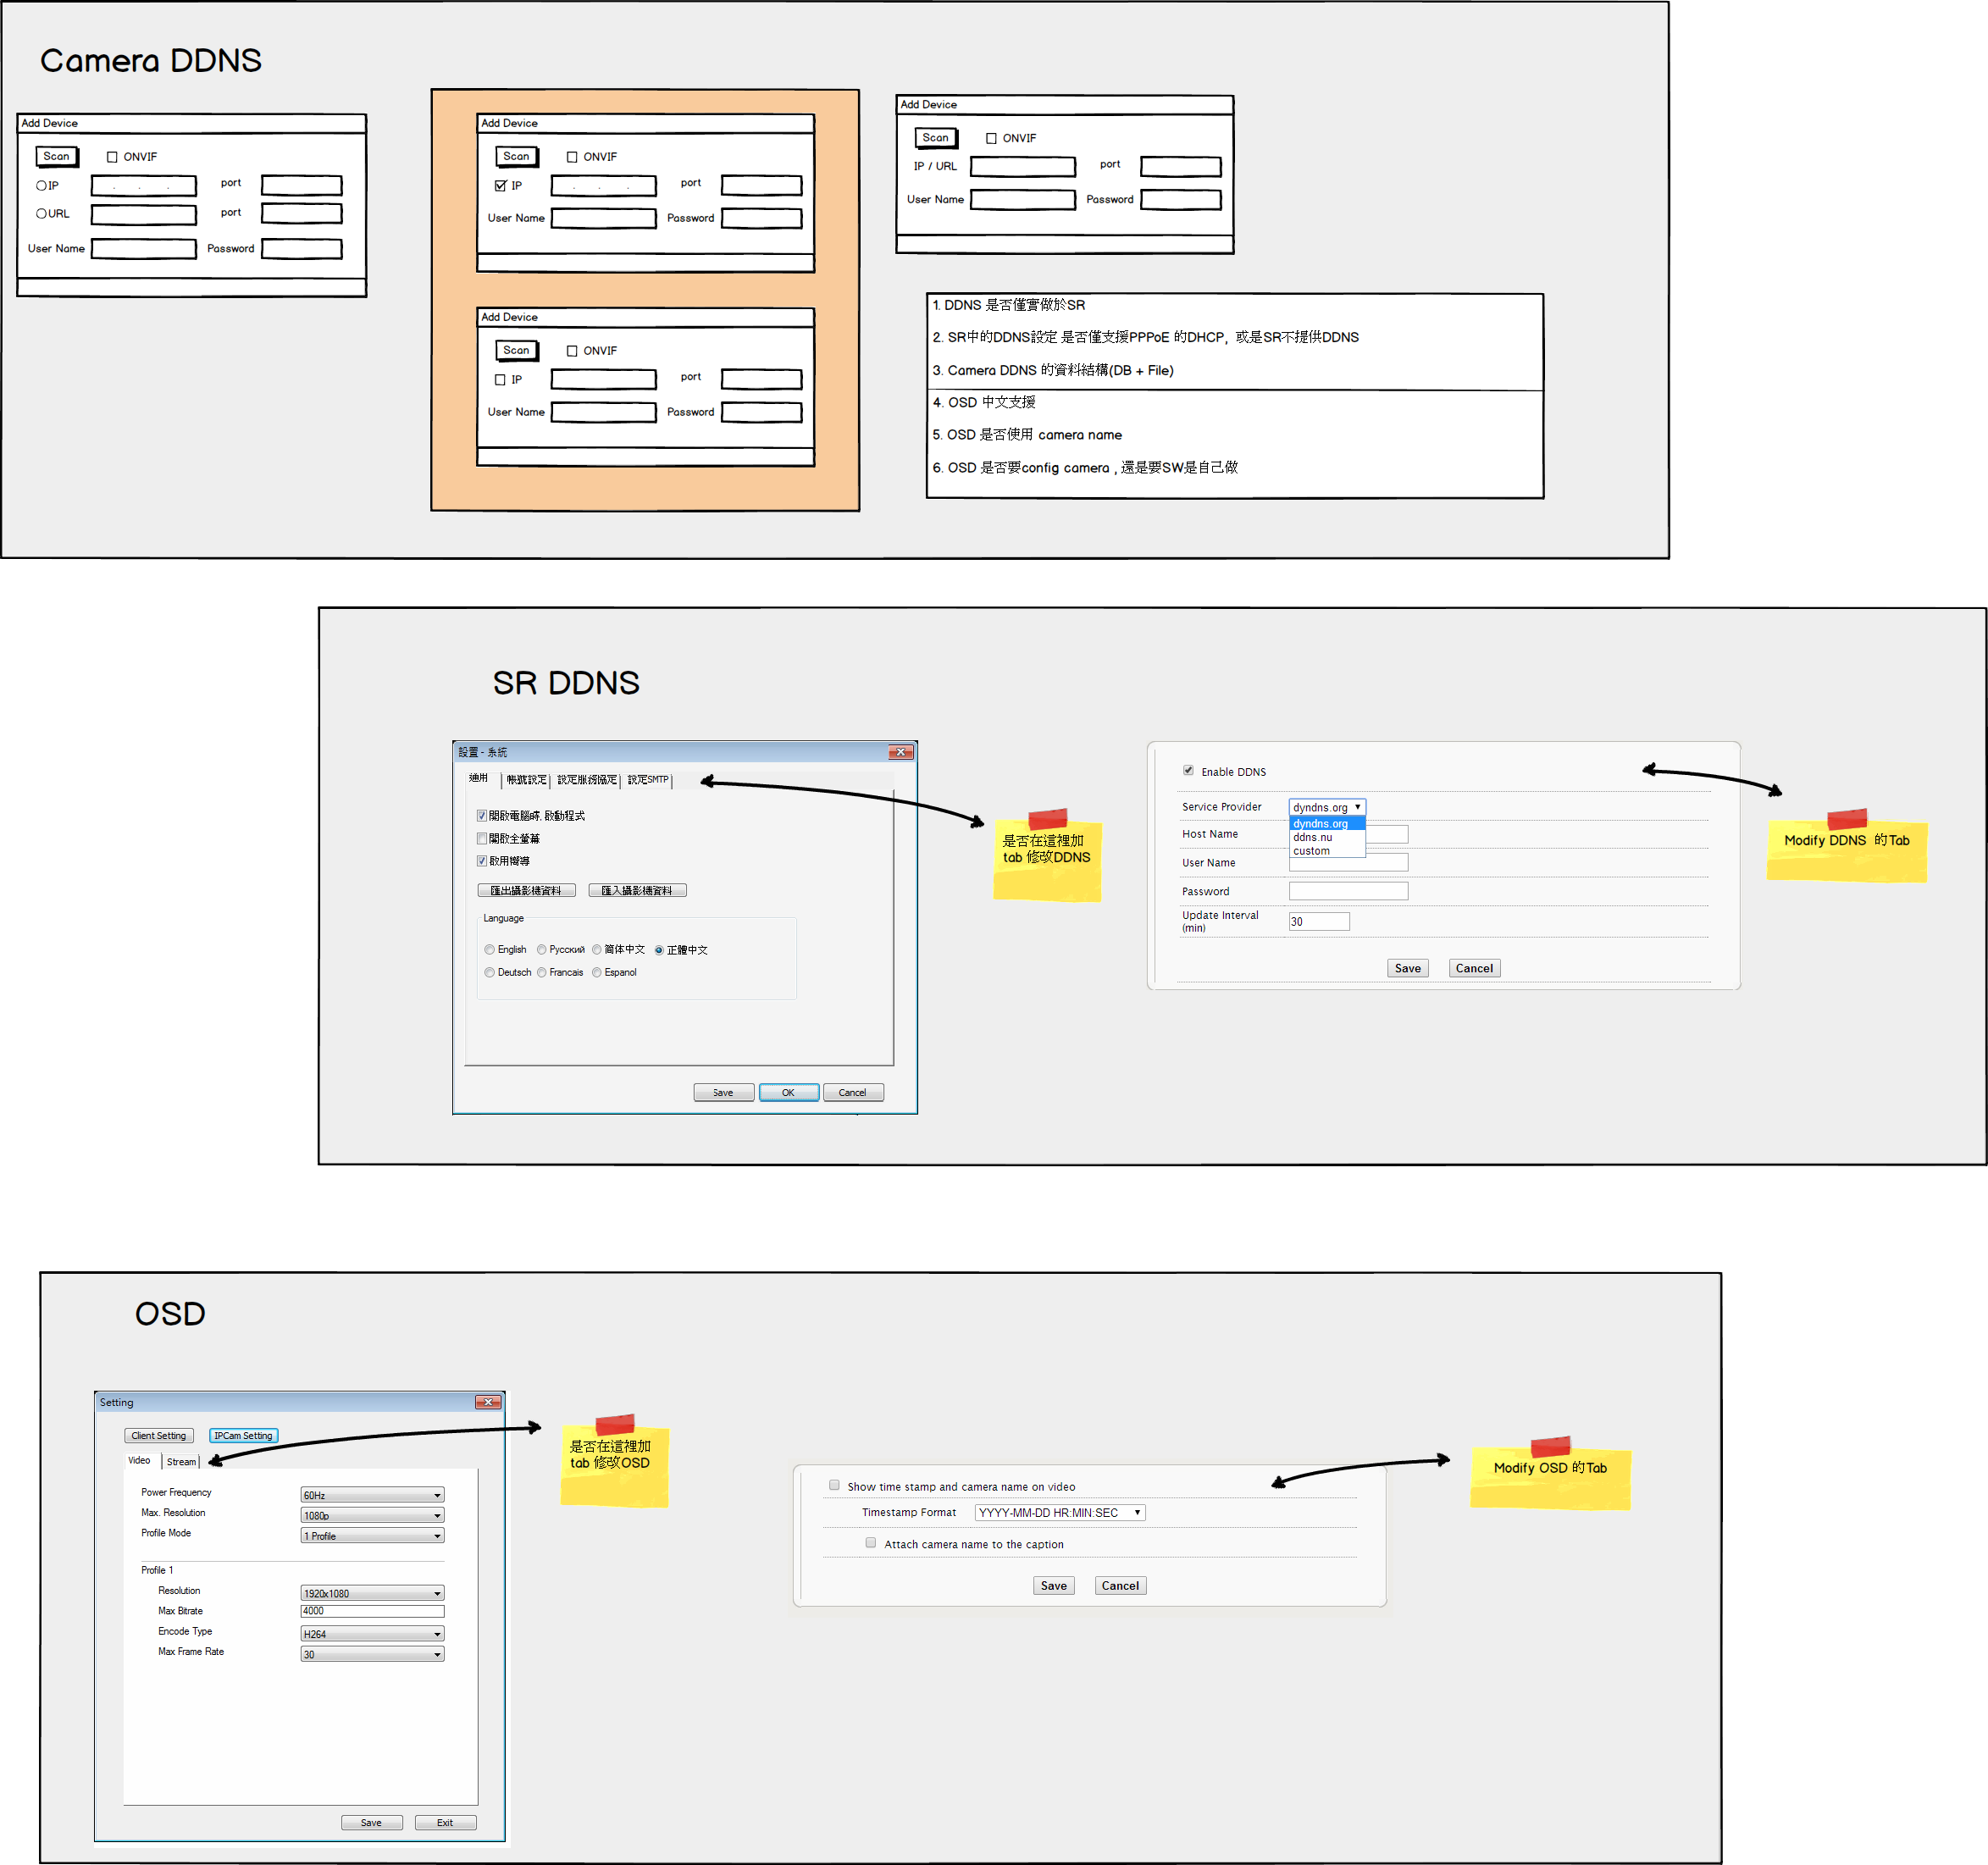 Camera DDNS
Add Device
Scan
ONVIF
IP
. . .
port
URL
port
User Name
Password
Add Device
Scan
ONVIF
IP
. . .
port
User Name
Password
Add Device
Scan
ONVIF
IP
port
User Name
Password
Add Device
Scan
ONVIF
IP / URL
port
User Name
Password
1. DDNS 是否僅實做於SR
2. SR中的DDNS設定 是否僅支援PPPoE 的DHCP, 或是SR不提供DDNS
3. Camera DDNS 的資料結構(DB + File)
4. OSD 中文支援
5. OSD 是否使用 camera name
6. OSD 是否要config camera , 還是要SW是自己做
SR DDNS
設置 - 系統
通用
帳號設定
設定服務協定
設定SMTP
開啟電腦時, 啟動程式
開啟全螢幕
啟用嚮導
匯出攝影機資料
匯入攝影機資料
Language
English
Русский
简体中文
正體中文
Deutsch
Francais
Espanol
Save
OK
Cancel
是否在這裡加
tab 修改DDNS
Enable DDNS
Service Provider
dyndns.org
dyndns.org
ddns.nu
custom
Host Name
User Name
Password
Update Interval
(min)
30
Save
Cancel
Modify DDNS 的Tab
OSD
Setting
Client Setting
IPCam Setting
Video
Stream
Power Frequency
60Hz
Max. Resolution
1080p
Profile Mode
1 Profile
Profile 1
Resolution
1920x1080
Max Bitrate
4000
Encode Type
H264
Max Frame Rate
30
Save
Exit
是否在這裡加
tab 修改OSD
Show time stamp and camera name on video
Timestamp Format
YYYY-MM-DD HR:MIN:SEC
Attach camera name to the caption
Save
Cancel
Modify OSD 的Tab